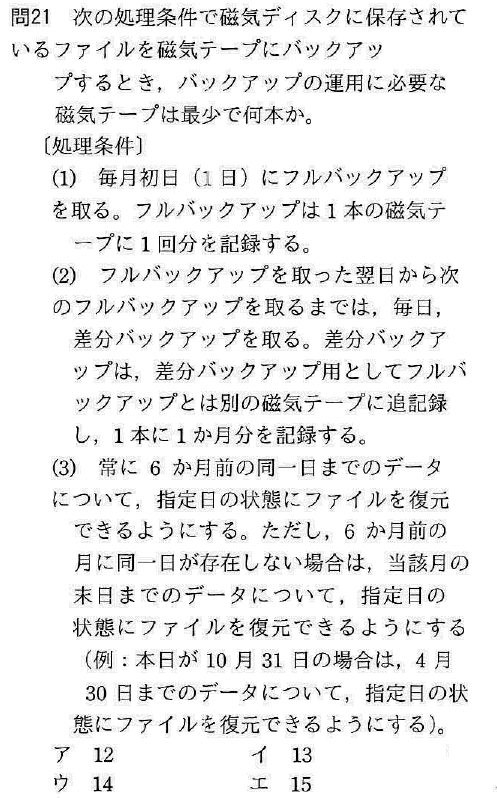 問21　次の処理条件で磁気ディスクに保存されて
いるファイルを磁気テープにバックアッ
プするとき，バックアップの運用に必要な
磁気テープは最少で何本か。
〔処理条件〕
(1)　毎月初日（1日）にフルバックアップ
を取る。フルバックアップは1本の磁気テ
ープに1回分を記録する。
(2)　フルバックアップを取った翌日から次
のフルバックアップを取るまでは，毎日，
差分バックアップを取る。差分バックア
ップは，差分バックアップ用としてフルバ
ックアップとは別の磁気テープに追記録
し，1本に1か月分を記録する。
(3)　常に6か月前の同一日までのデータ
について，指定日の状態にファイルを復元
できるようにする。ただし，6か月前の
月に同一日が存在しない場合は，当該月の
末日までのデータについて，指定日の
状態にファイルを復元できるようにする
（例：本日が10月31日の場合は，4月
30日までのデータについて，指定日の状
態にファイルを復元できるようにする）。
ア　12　イ　13
ウ　14　エ　15